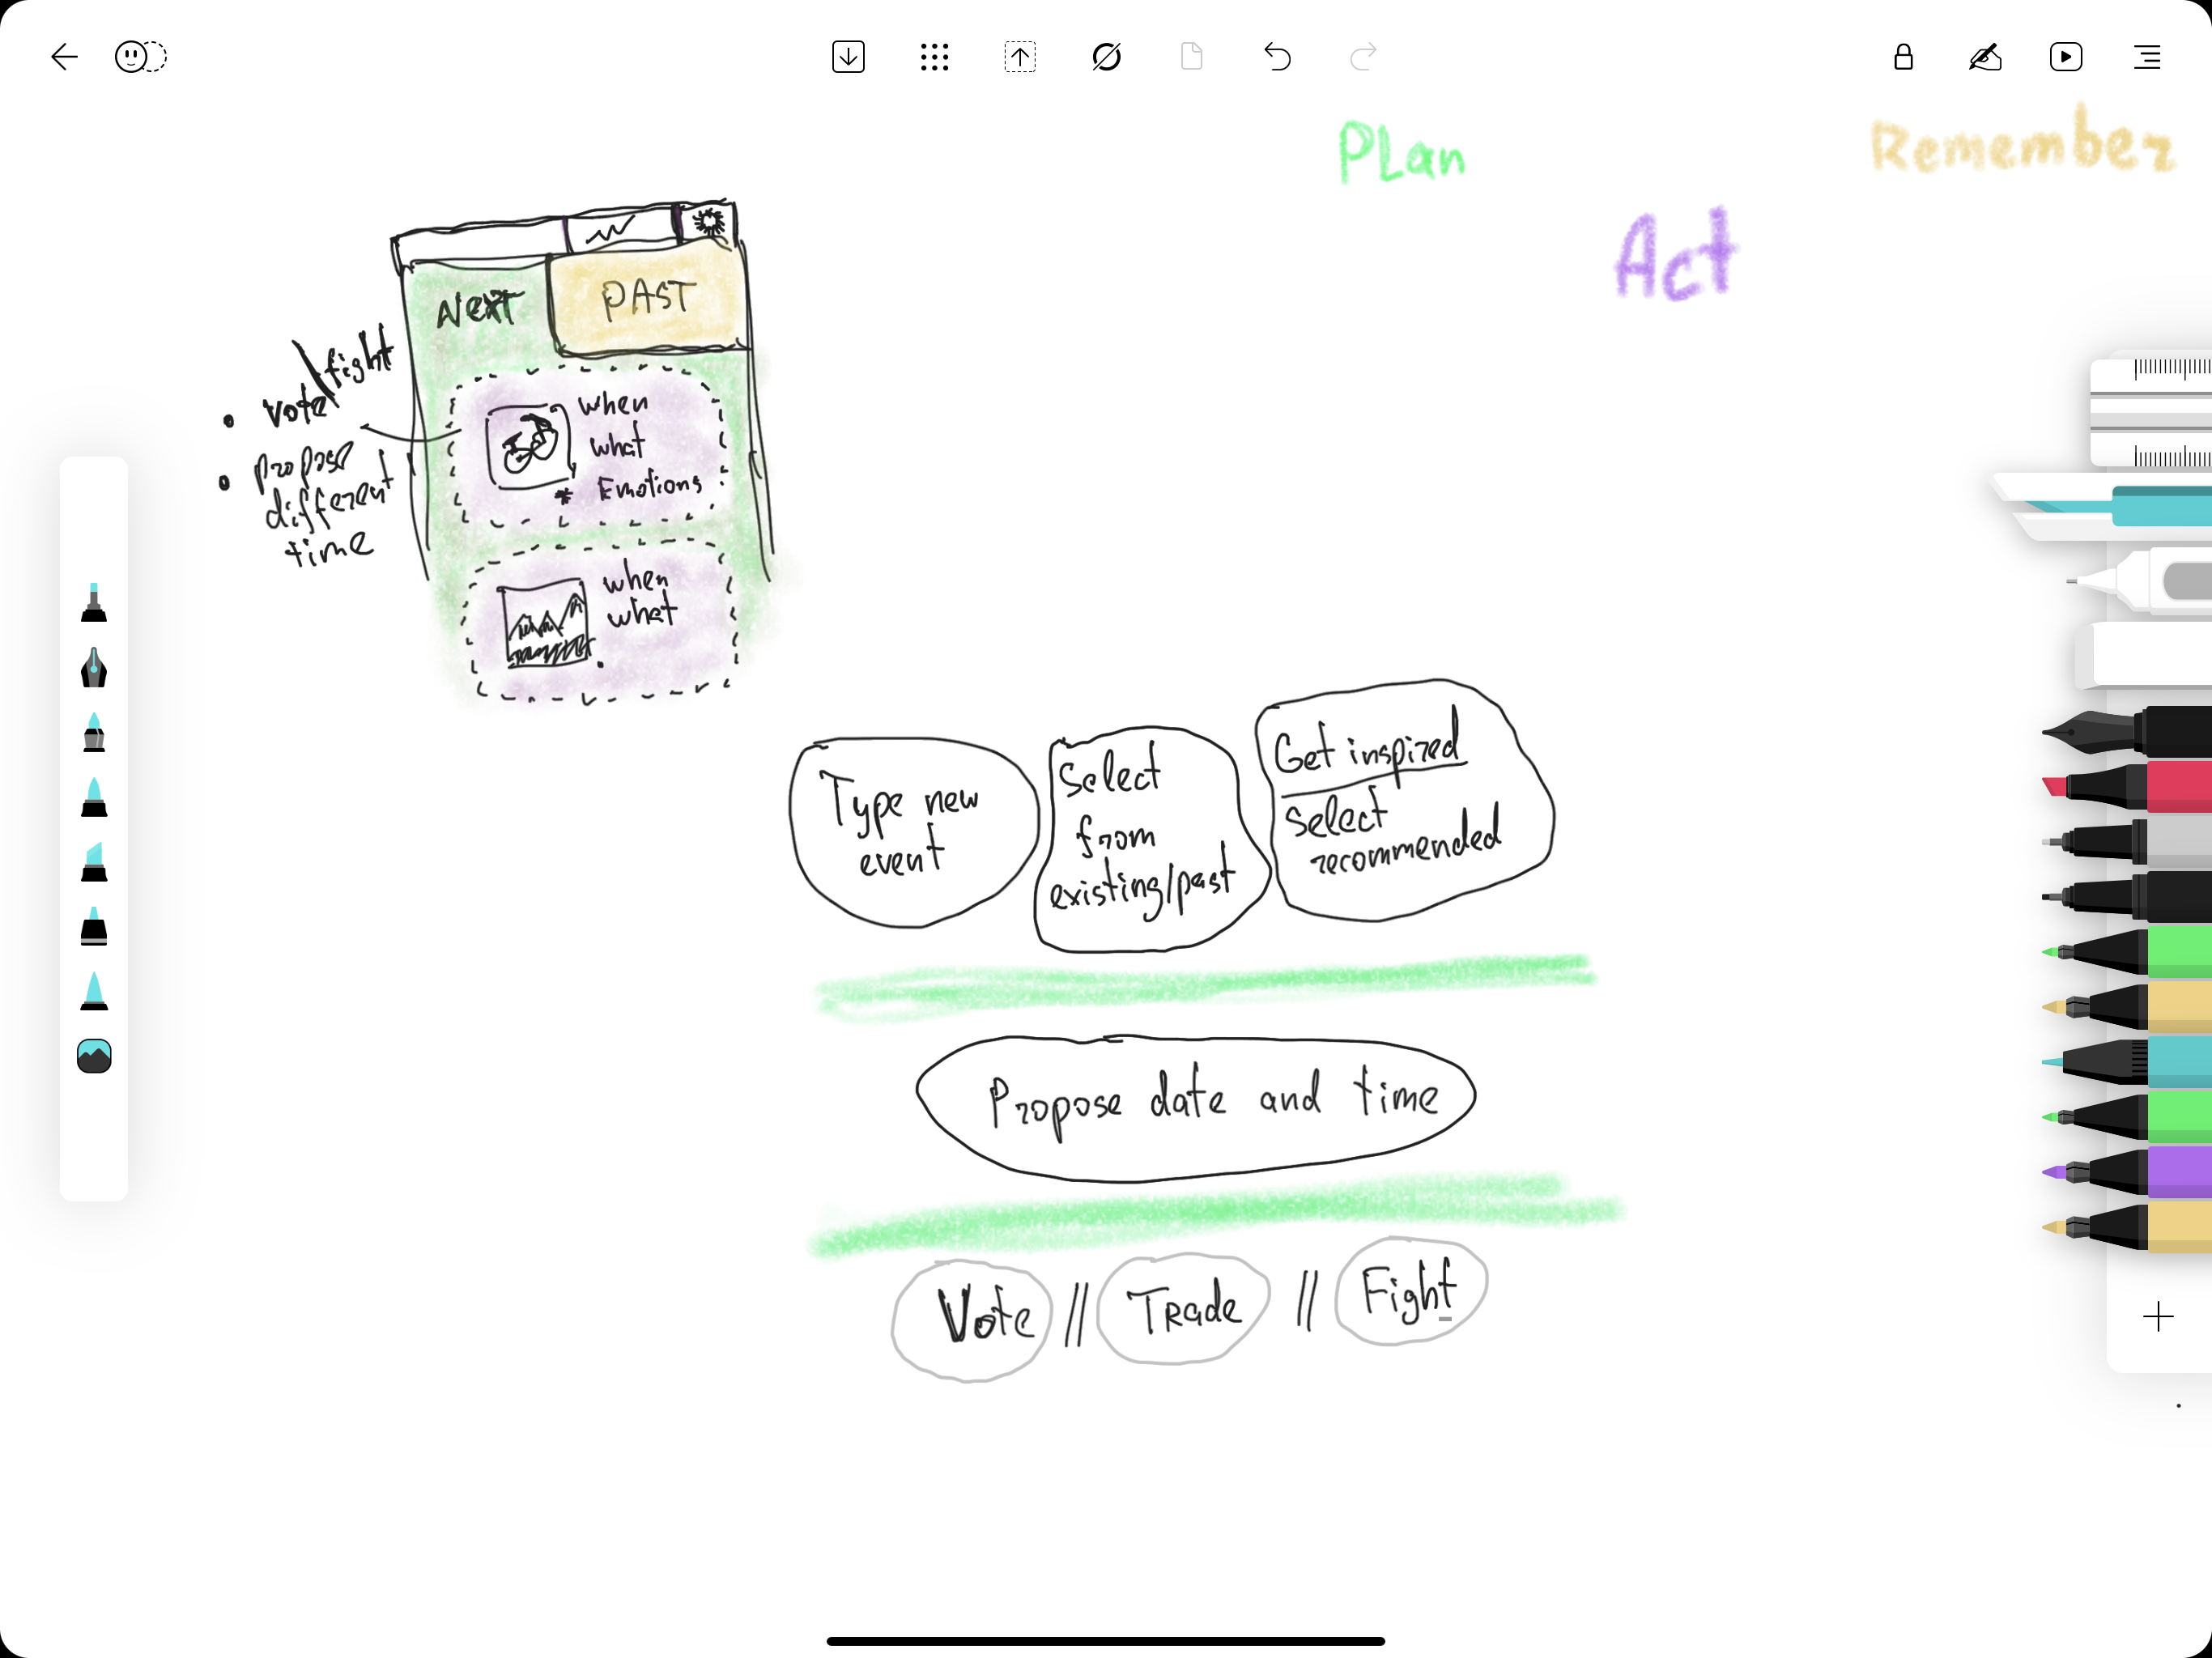 PLan
Remember
Act
NEXT
PAST
when
what
* Emotions
when
what
• vote/fight
• propose
different
time
Type new
event
Select
from
existing/past
Get inspired
Select
recommended
Propose date and time
Vote // Trade // Fight